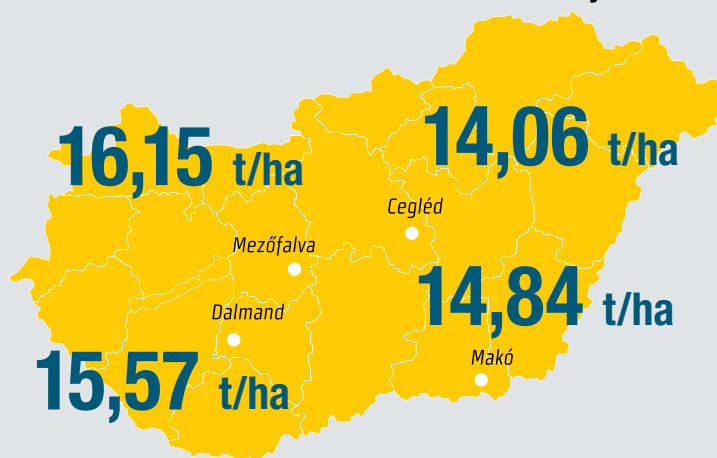 16,15 t/ha
14,06 t/ha
Cegléd
Mezőfalva
14,84 t/ha
Dalmand
Makó
15,57 t/ha